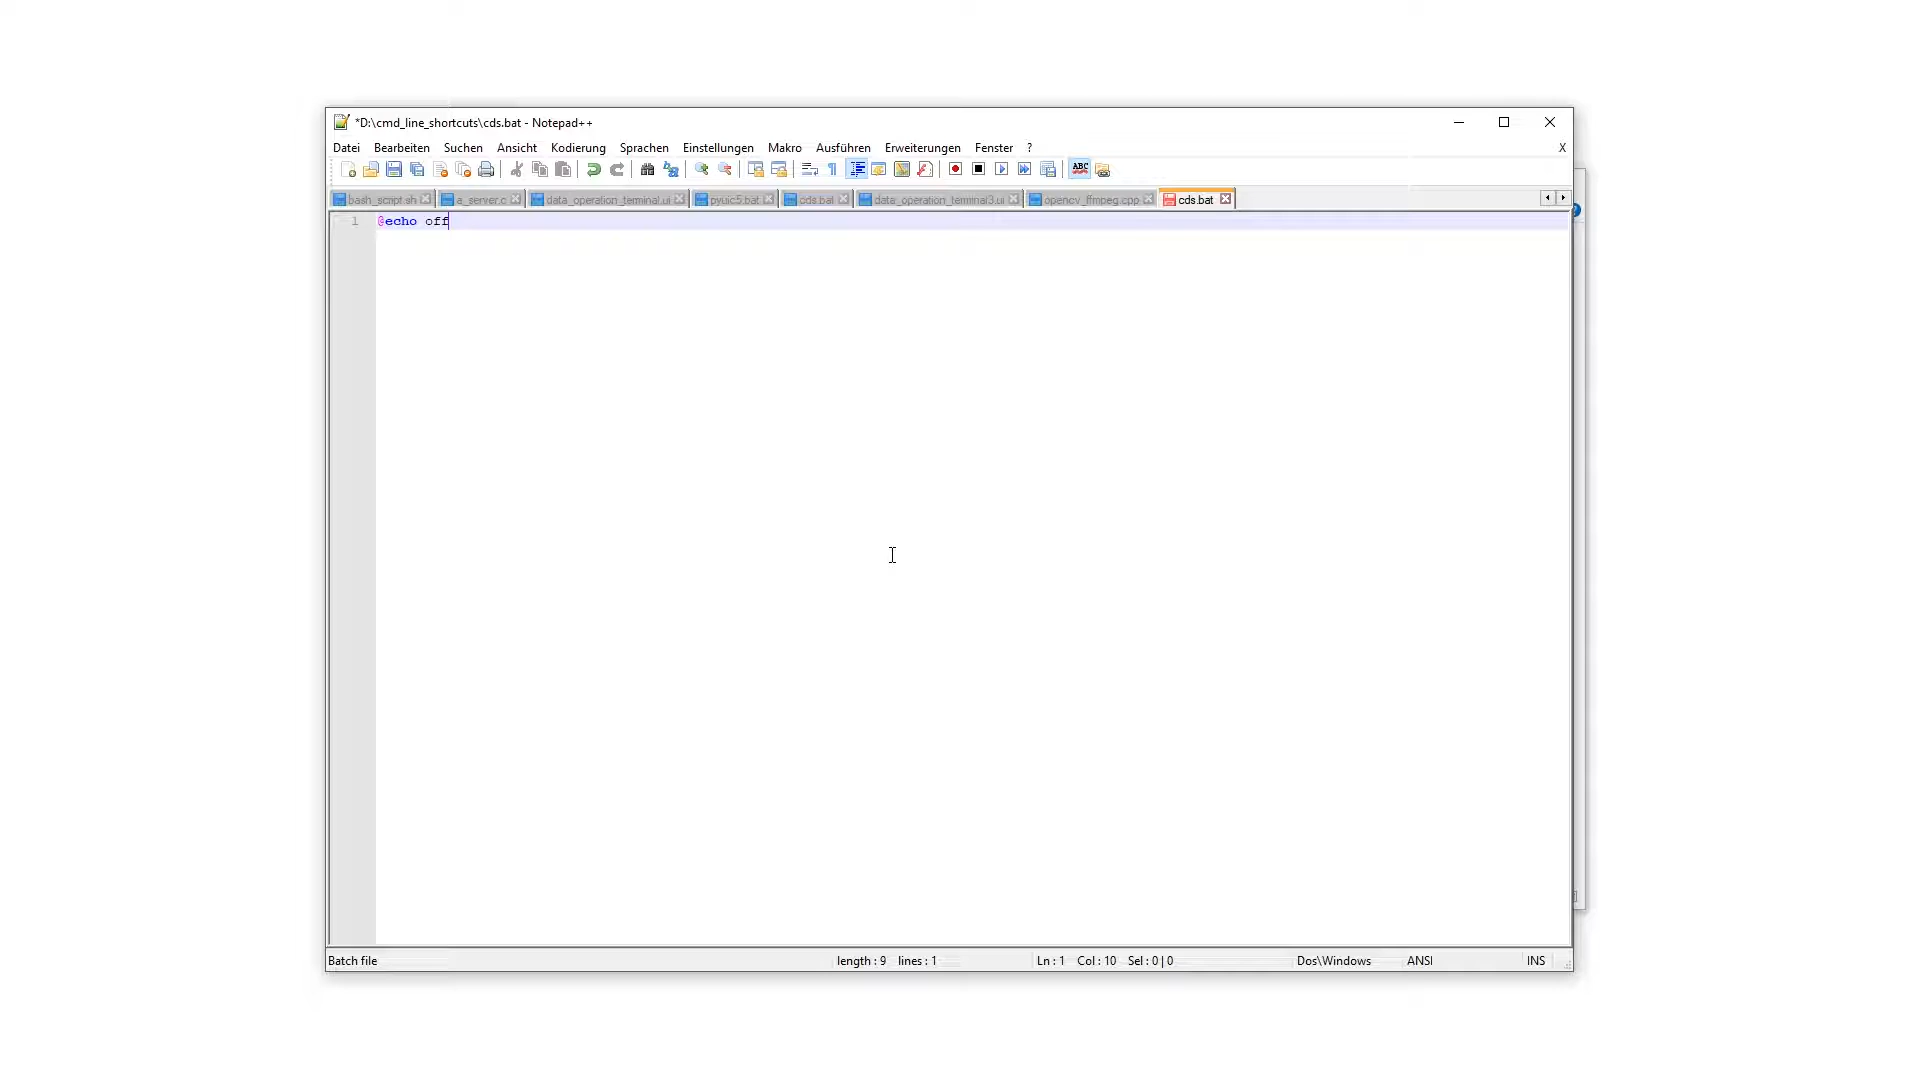 *D:\cmd_line_shortcuts\cds.bat - Notepad++
Datei Bearbeiten Suchen Ansicht Kodierung Sprachen Einstellungen Makro Ausführen Erweiterungen Fenster ? X
ABC
bash_script.sh a_server.c data_operation_terminal.ui pyuic5.bat cds.bat data_operation_terminal3.ui opencv_ffmpeg.cpp cds.bat
1 @echo off
Batch file length : 9 lines : 1 Ln : 1 Col : 10 Sel : 0 | 0 Dos\Windows ANSI INS